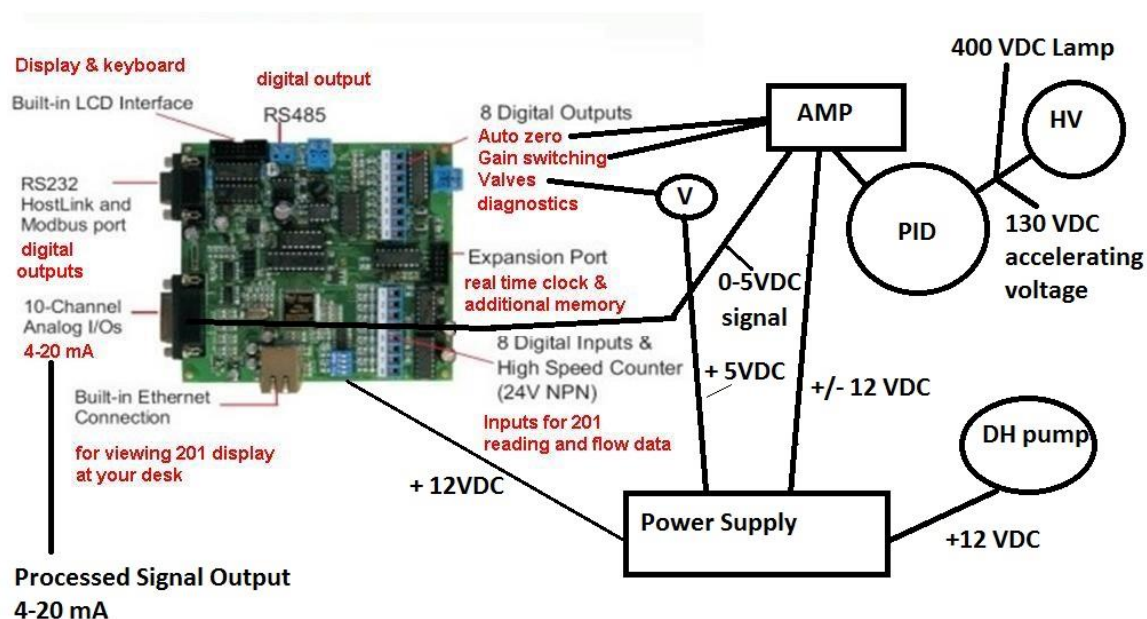 Display & keyboard
Built-in LCD Interface
digital output
RS485
8 Digital Outputs
Auto zero
Gain switching
Valves
diagnostics
RS232
HostLink and
Modbus port
digital
outputs
10-Channel
Analog I/Os
4-20 mA
Built-in Ethernet
Connection
for viewing 201 display
at your desk
Expansion Port
real time clock &
additional memory
8 Digital Inputs &
High Speed Counter
(24V NPN)
Inputs for 201
reading and flow data
V
AMP
PID
HV
400 VDC Lamp
130 VDC
accelerating
voltage
0-5VDC
signal
+ 5VDC
+/- 12 VDC
+ 12VDC
Power Supply
DH pump
+12 VDC
Processed Signal Output
4-20 mA